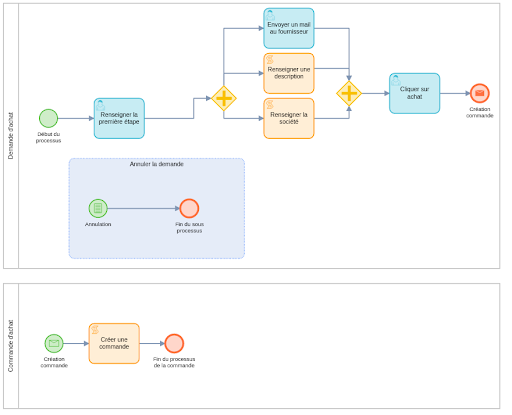 Demande d'achat
Début du
processus
Renseigner la
première étape
Envoyer un mail
au fournisseur
Renseigner une
description
Renseigner la
société
Cliquer sur
achat
Création
commande
Annuler la demande
Annulation
Fin du sous
processus
Commande d'achat
Création
commande
Créer une
commande
Fin du processus
de la commande